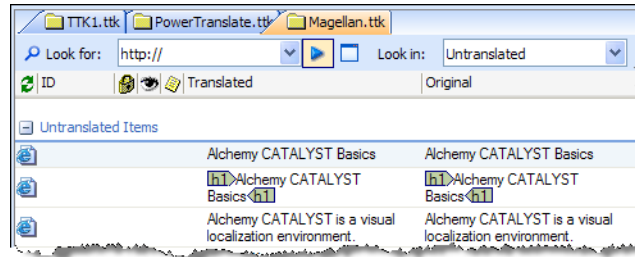 TTK1.ttk PowerTranslate.ttk Magellan.ttk
Look for: http:// Look in: Untranslated
ID Translated Original
Untranslated Items
Alchemy CATALYST Basics Alchemy CATALYST Basics
h1 Alchemy CATALYST h1 Alchemy CATALYST
Basics h1 Basics h1
Alchemy CATALYST is a visual Alchemy CATALYST is a visual
localization environment. localization environment.